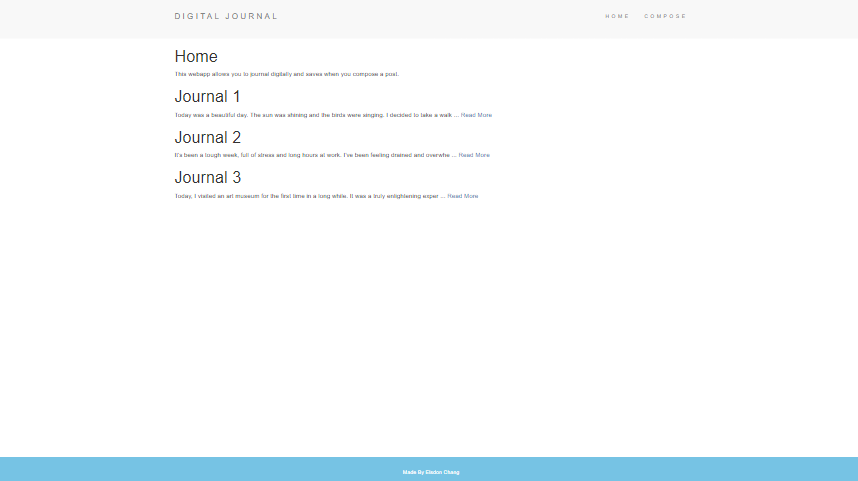 DIGITAL JOURNAL
HOME COMPOSE
Home
This webapp allows you to journal digitally and saves when you compose a post.
Journal 1
Today was a beautiful day. The sun was shining and the birds were singing. I decided to take a walk ... Read More
Journal 2
It's been a tough week, full of stress and long hours at work. I've been feeling drained and overwhe ... Read More
Journal 3
Today, I visited an art museum for the first time in a long while. It was a truly enlightening exper ... Read More
Made By Chang